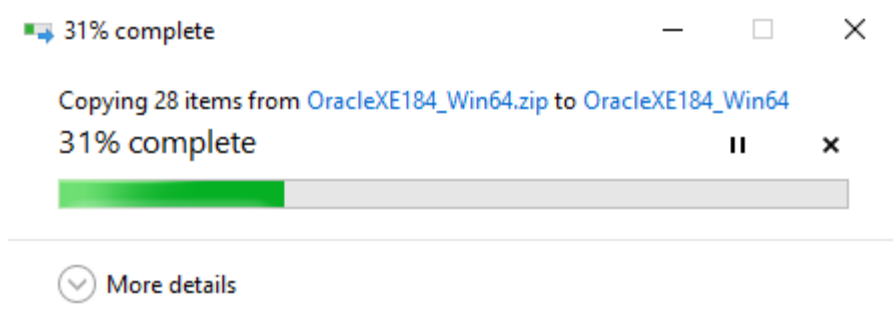 31% complete
Copying 28 items from OracleXE184_Win64.zip to OracleXE184_Win64
31% complete
More details